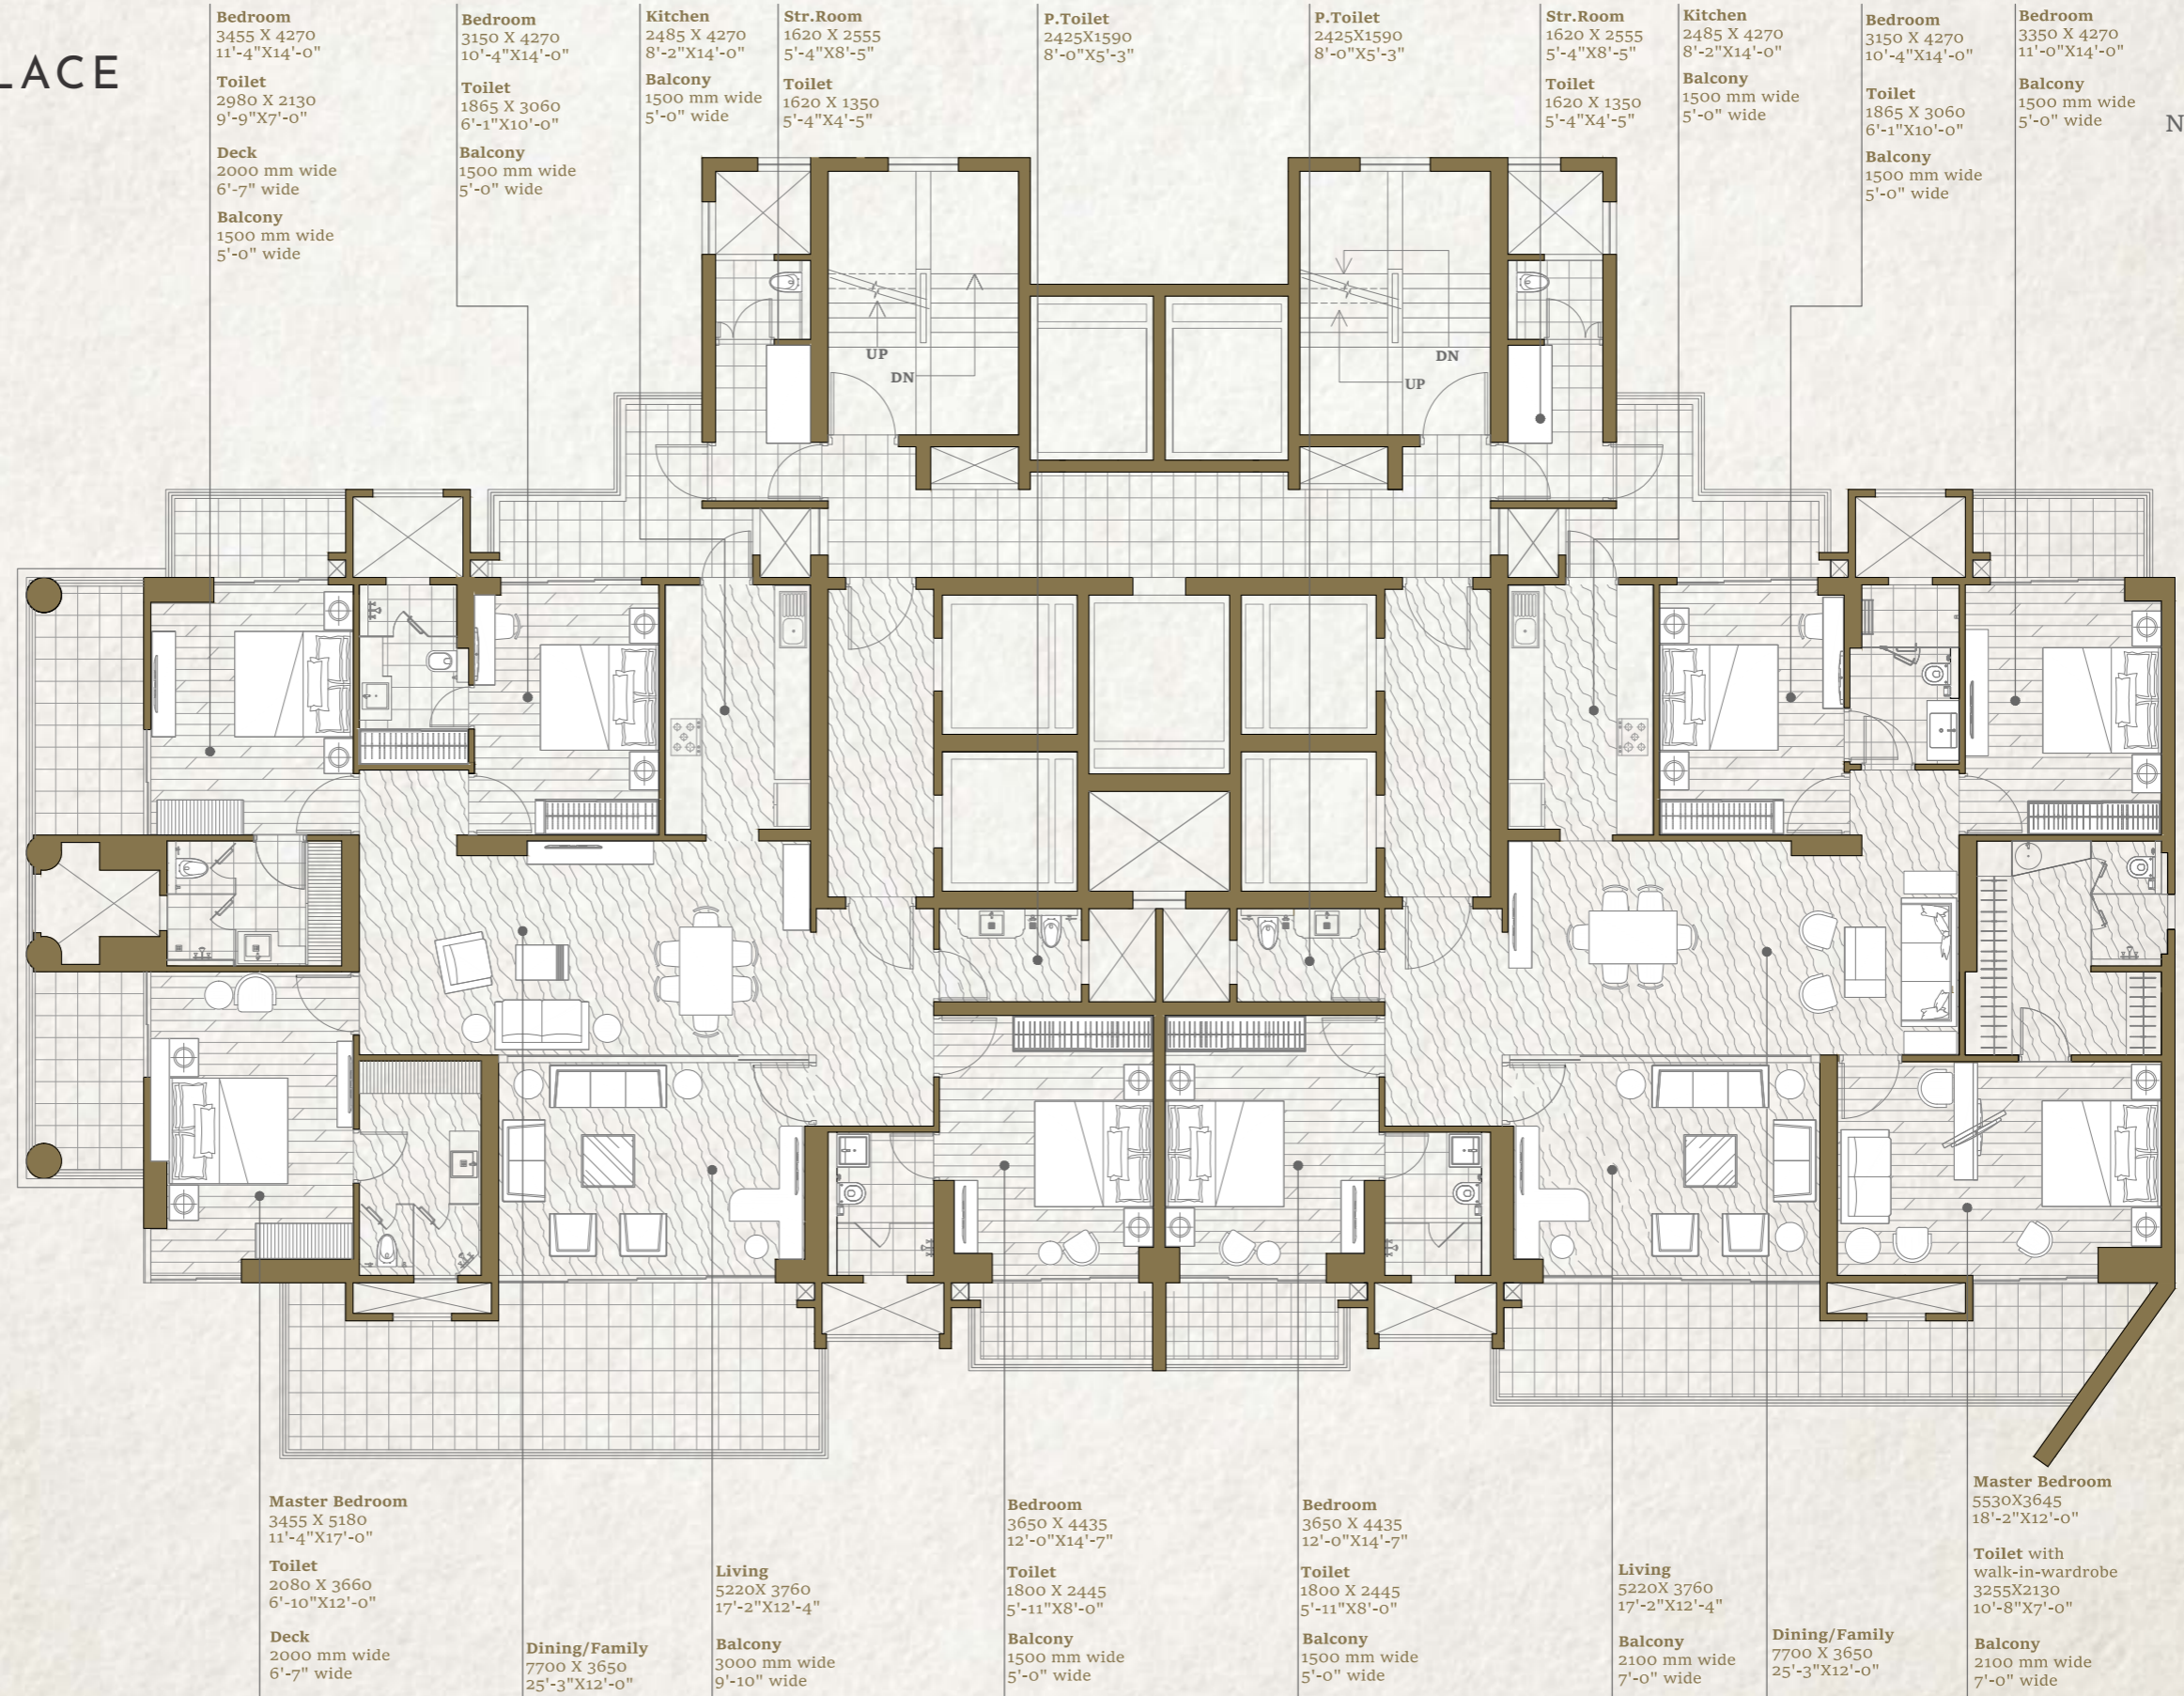 LACE
N
Bedroom
3455 X 4270
11'-4"X14'-0"
Toilet
2980 X 2130
9'-9"X7'-0"
Deck
2000 mm wide
6'-7" wide
Balcony
1500 mm wide
5'-0" wide
Bedroom
3150 X 4270
10'-4"X14'-0"
Toilet
1865 X 3060
6'-1"X10'-0"
Balcony
1500 mm wide
5'-0" wide
Kitchen
2485 X 4270
8'-2"X14'-0"
Balcony
1500 mm wide
5'-0" wide
Str.Room
1620 X 2555
5'-4"X8'-5"
Toilet
1620 X 1350
5'-4"X4'-5"
P.Toilet
2425X1590
8'-0"X5'-3"
P.Toilet
2425X1590
8'-0"X5'-3"
Str.Room
1620 X 2555
5'-4"X8'-5"
Toilet
1620 X 1350
5'-4"X4'-5"
Kitchen
2485 X 4270
8'-2"X14'-0"
Balcony
1500 mm wide
5'-0" wide
Bedroom
3150 X 4270
10'-4"X14'-0"
Toilet
1865 X 3060
6'-1"X10'-0"
Balcony
1500 mm wide
5'-0" wide
Bedroom
3350 X 4270
11'-0"X14'-0"
Balcony
1500 mm wide
5'-0" wide
UP
DN
DN
UP
Master Bedroom
3455 X 5180
11'-4"X17'-0"
Toilet
2080 X 3660
6'-10"X12'-0"
Deck
2000 mm wide
6'-7" wide
Dining/Family
7700 X 3650
25'-3"X12'-0"
Living
5220X 3760
17'-2"X12'-4"
Balcony
3000 mm wide
9'-10" wide
Bedroom
3650 X 4435
12'-0"X14'-7"
Toilet
1800 X 2445
5'-11"X8'-0"
Balcony
1500 mm wide
5'-0" wide
Bedroom
3650 X 4435
12'-0"X14'-7"
Toilet
1800 X 2445
5'-11"X8'-0"
Balcony
1500 mm wide
5'-0" wide
Living
5220X 3760
17'-2"X12'-4"
Balcony
2100 mm wide
7'-0" wide
Dining/Family
7700 X 3650
25'-3"X12'-0"
Master Bedroom
5530X3645
18'-2"X12'-0"
Toilet with
walk-in-wardrobe
3255X2130
10'-8"X7'-0"
Balcony
2100 mm wide
7'-0" wide